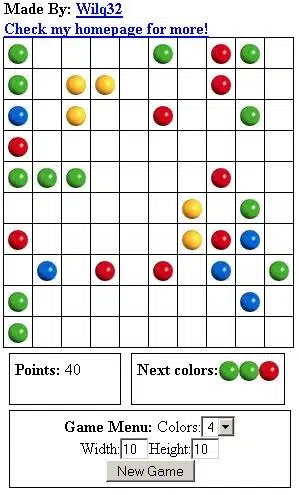 Made By: Wilq32
Check my homepage for more!
Points: 40
Next colors:
Game Menu: Colors: 4
Width: 10 Height: 10
New Game